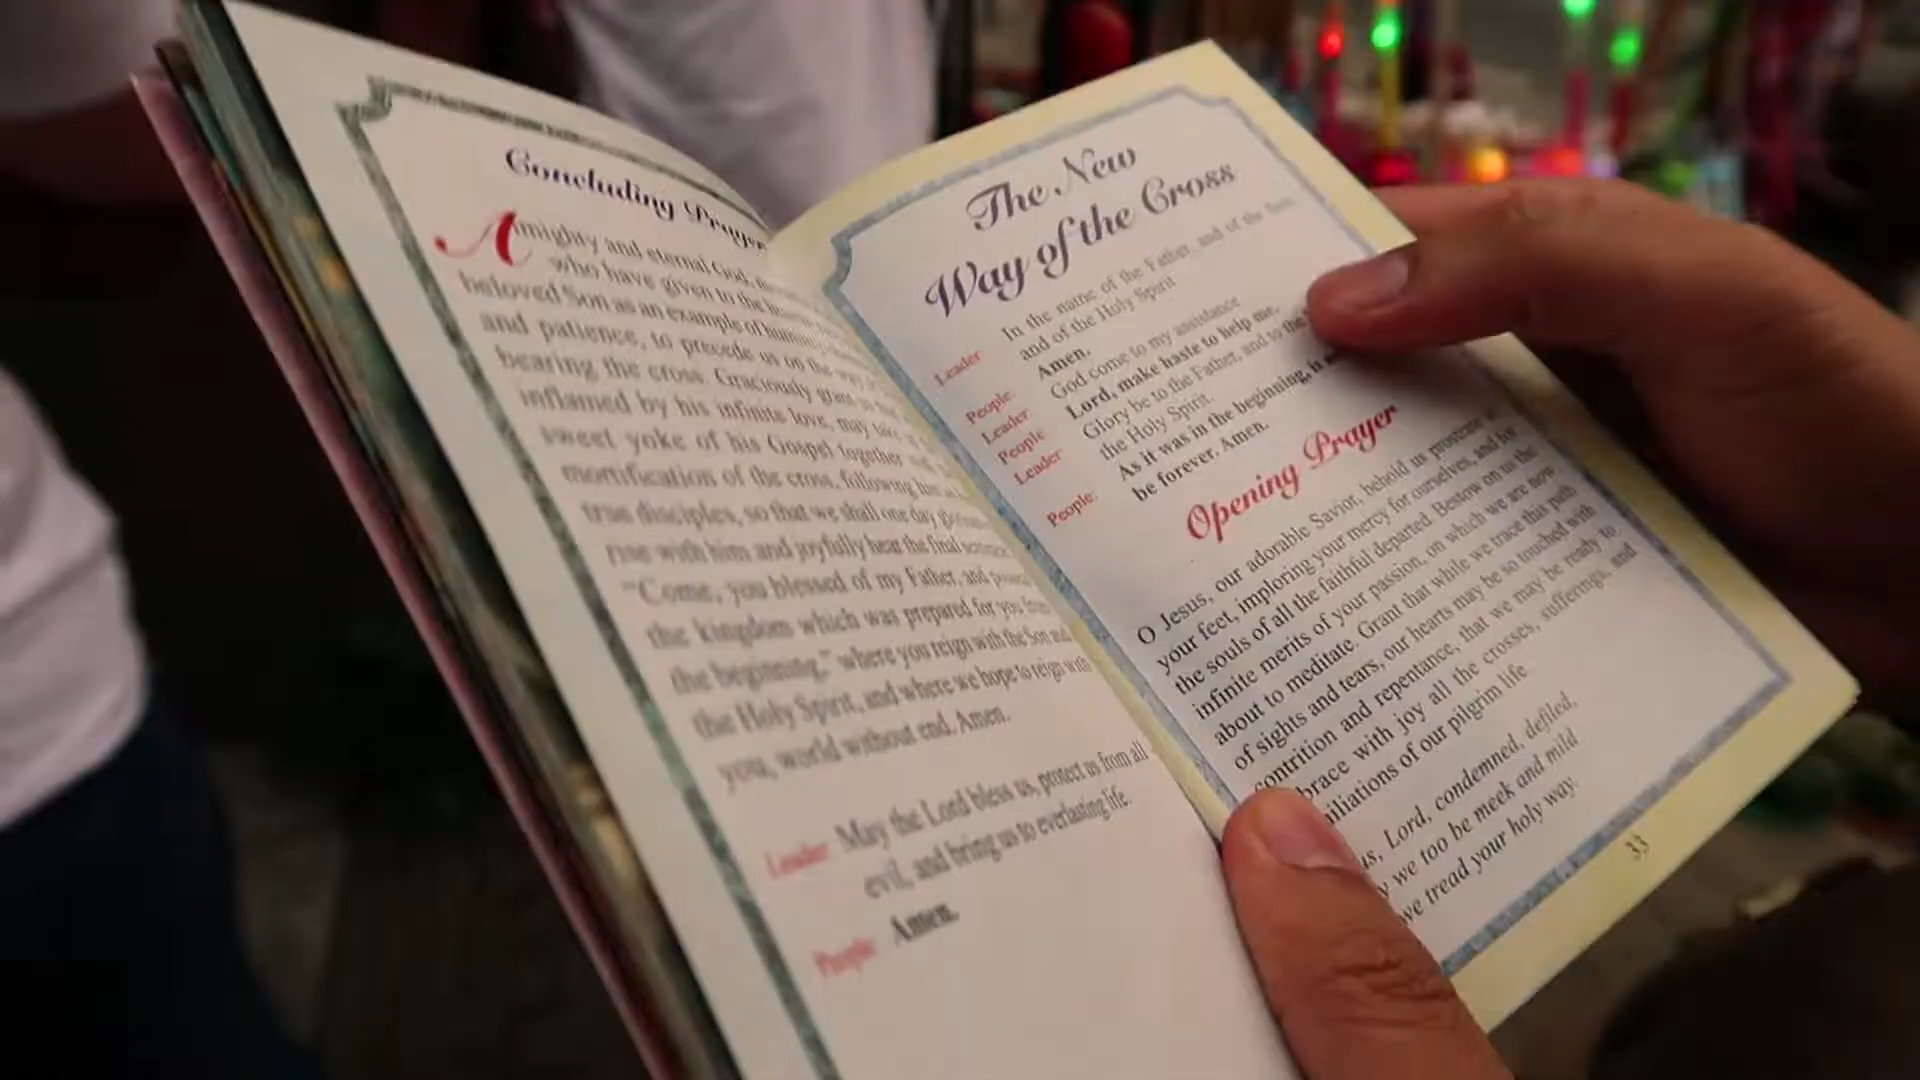 Concluding Prayer
Almighty and eternal God,
who have given to the
beloved Son as an example of
and patience, to precede us on the way
bearing the cross. Graciously grant
inflamed by his infinite love, may take
sweet yoke of his Gospel together
mortification of the cross, following
true disciples, so that we shall one day
rise with him and joyfully hear the final
"Come, you blessed of my Father, and
the kingdom which was prepared for you from
the beginning," where you reign with the Son and
the Holy Spirit, and where we hope to reign with
you, world without end. Amen.
Leader: May the Lord bless us, protect us from all
evil, and bring us to everlasting life.
People: Amen.
The New
Way of the Cross
Leader In the name of the Father, and of the Son,
and of the Holy Spirit
People: Amen.
Leader God come to my assistance
People Lord, make haste to help me.
Leader Glory be to the Father, and to the
the Holy Spirit.
People: As it was in the beginning, is
be forever. Amen.
Opening Prayer
O Jesus, our adorable Savior, behold us prostrate
your feet, imploring your mercy for ourselves, and for
the souls of all the faithful departed. Bestow on us the
infinite merits of your passion, on which we are now
about to meditate. Grant that while we trace this path
of sights and tears, our hearts may be so touched with
contrition and repentance, that we may be ready to
brace with joy all the crosses, sufferings, and
iliations of our pilgrim life.
us, Lord, condemned, defiled,
y we too be meek and mild
we tread your holy way.
33